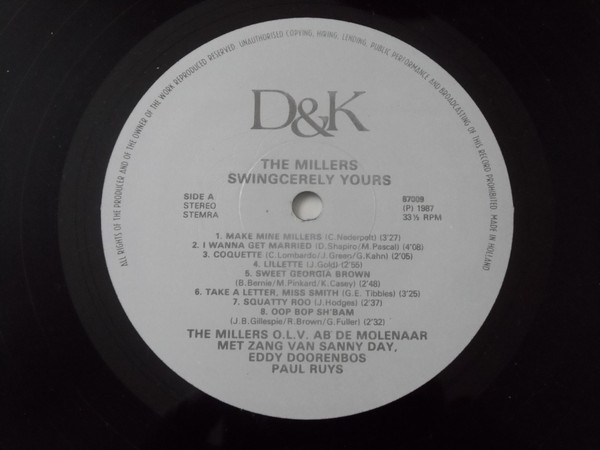 ALL RIGHTS OF THE PRODUCER AND OF THE OWNER OF THE WORK REPRODUCED RESERVED. UNAUTHORISED COPYING, HIRING, LENDING, PUBLIC PERFORMANCE AND BROADCASTING OF THIS RECORD PROHIBITED. MADE IN HOLLAND
D&K
THE MILLERS
SWINGCERELY YOURS
SIDE A
STEREO
STEMRA
87009
(P) 1987
33⅓ RPM
1. MAKE MINE MILLERS (C. Nederpelt) (3'27)
2. I WANNA GET MARRIED (D. Shapiro/M. Pascal) (4'08)
3. COQUETTE (C. Lombardo/J. Green/G. Kahn) (2'05)
4. LILLETTE (J. Gold) (2'55)
5. SWEET GEORGIA BROWN
(B. Bernie/M. Pinkard/K. Casey) (2'48)
6. TAKE A LETTER, MISS SMITH (G.E. Tibbles) (3'25)
7. SQUATTY ROO (J. Hodges) (2'37)
8. OOP BOP SH'BAM
(J.B. Gillespie/R. Brown/G. Fuller) (2'32)
THE MILLERS O.L.V. AB DE MOLENAAR
MET ZANG VAN SANNY DAY,
EDDY DOORENBOS
PAUL RUYS